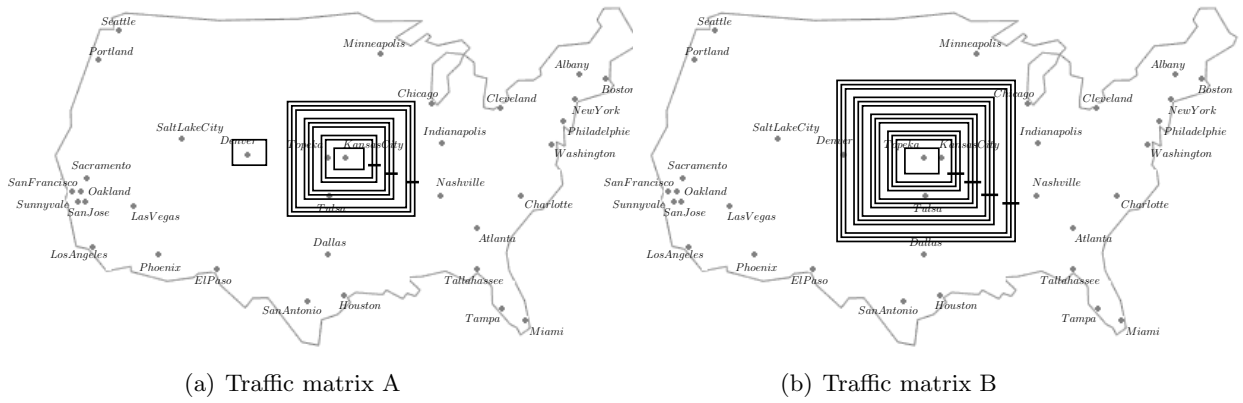 Seattle
Portland
Minneapolis
Albany
Boston
Chicago
Cleveland
NewYork
SaltLakeCity
Indianapolis
Philadelphie
Denver
Topeka
KansasCity
Washington
Sacramento
SanFrancisco
Oakland
Nashville
Sunnyvale
SanJose
LasVegas
Tulsa
Charlotte
Dallas
Atlanta
LosAngeles
Phoenix
ElPaso
Tallahassee
SanAntonio
Houston
Tampa
Miami
(a) Traffic matrix A
Seattle
Portland
Minneapolis
Albany
Boston
Chicago
Cleveland
NewYork
SaltLakeCity
Indianapolis
Philadelphie
Denver
Topeka
KansasCity
Washington
Sacramento
SanFrancisco
Oakland
Nashville
Sunnyvale
SanJose
LasVegas
Tulsa
Charlotte
Dallas
Atlanta
LosAngeles
Phoenix
ElPaso
Tallahassee
SanAntonio
Houston
Tampa
Miami
(b) Traffic matrix B